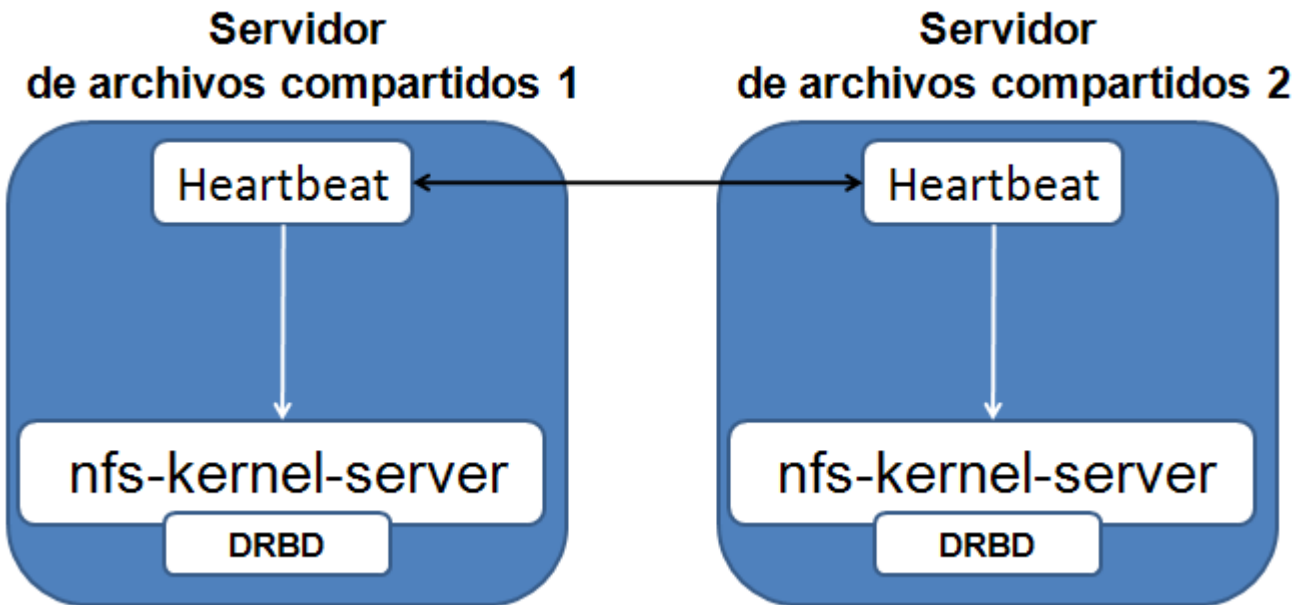 Servidor
de archivos compartidos 1
Servidor
de archivos compartidos 2
Heartbeat
Heartbeat
nfs-kernel-server
nfs-kernel-server
DRBD
DRBD